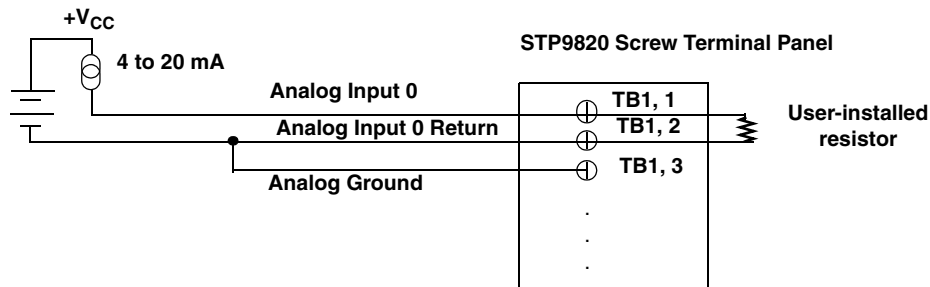 +VCC
4 to 20 mA
STP9820 Screw Terminal Panel
Analog Input 0
TB1, 1
User-installed
resistor
Analog Input 0 Return
TB1, 2
TB1, 3
Analog Ground
.
.
.